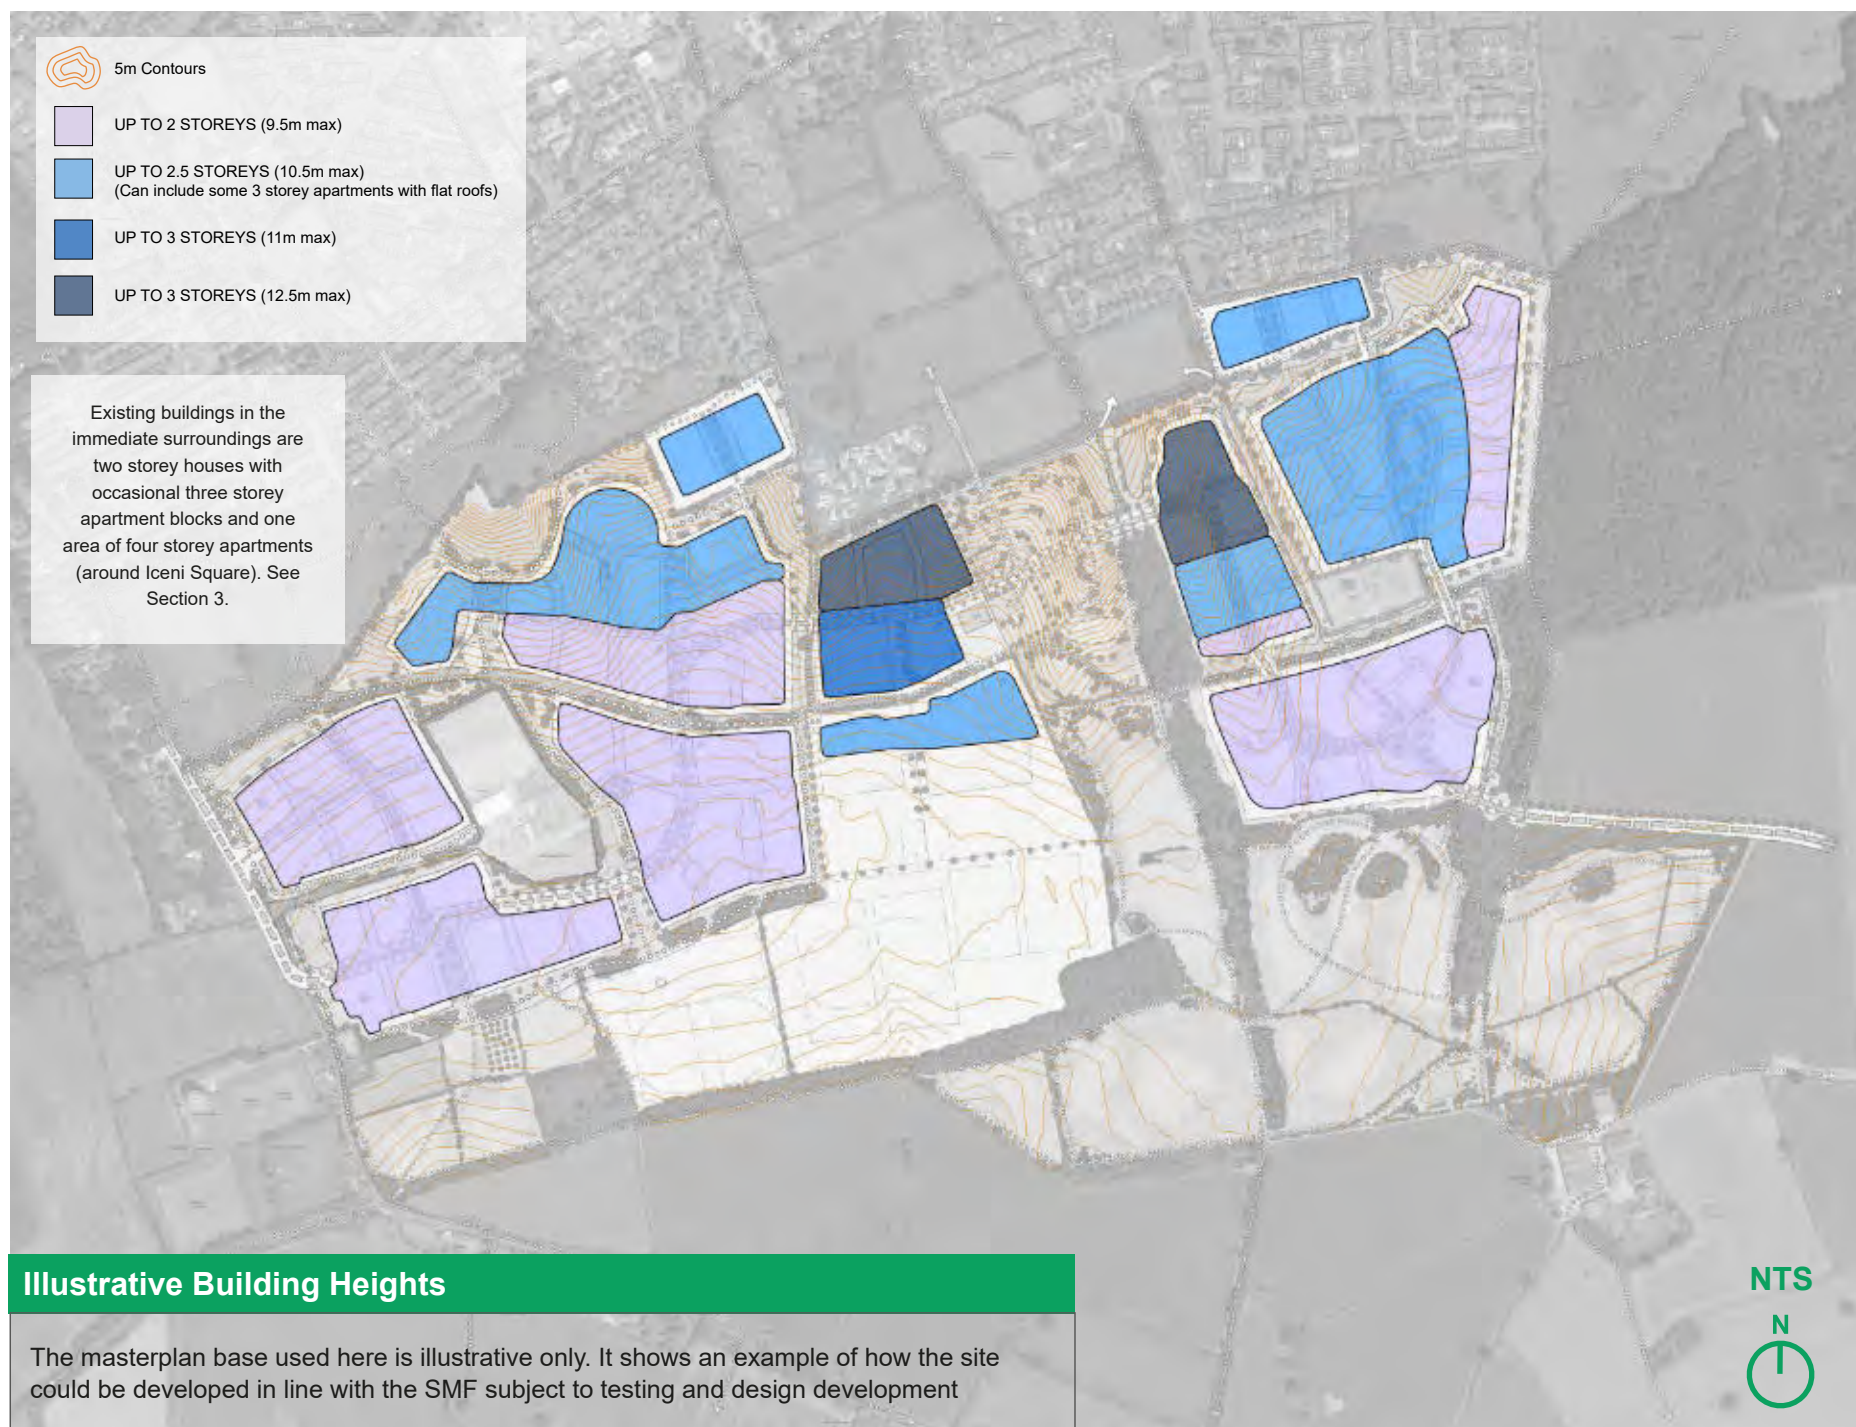 5m Contours
UP TO 2 STOREYS (9.5m max)
UP TO 2.5 STOREYS (10.5m max)
(Can include some 3 storey apartments with flat roofs)
UP TO 3 STOREYS (11m max)
UP TO 3 STOREYS (12.5m max)
Existing buildings in the
immediate surroundings are
two storey houses with
occasional three storey
apartment blocks and one
area of four storey apartments
(around Iceni Square). See
Section 3.
Illustrative Building Heights
The masterplan base used here is illustrative only. It shows an example of how the site
could be developed in line with the SMF subject to testing and design development
NTS
N